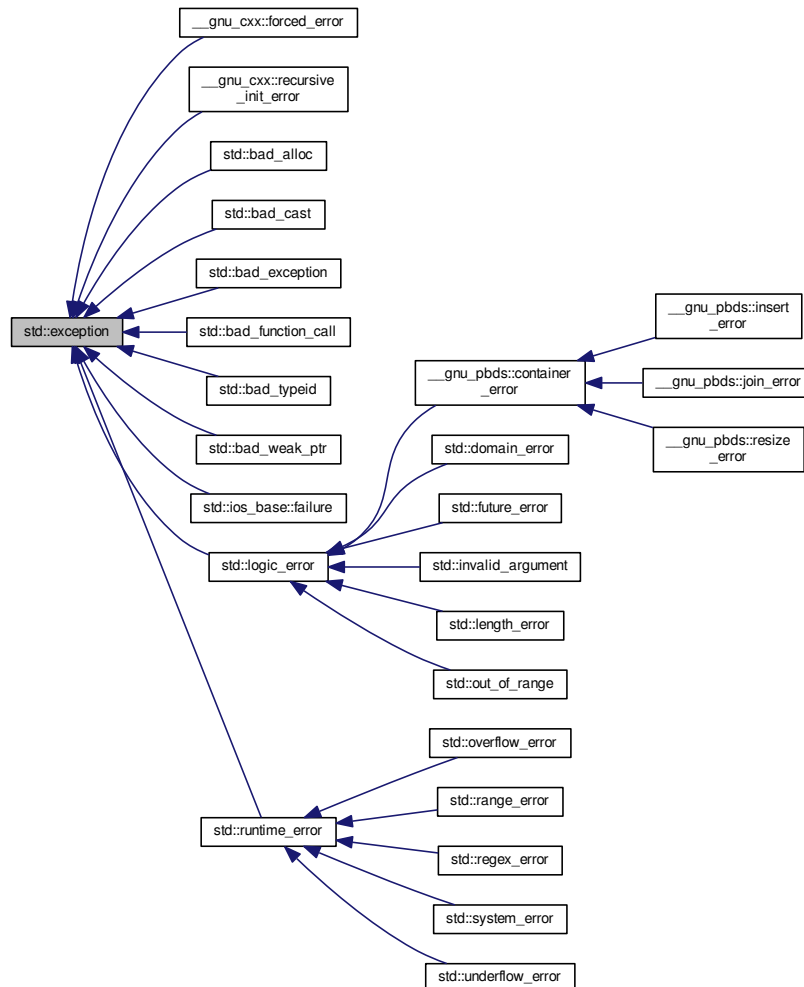 __gnu_cxx::forced_error
__gnu_cxx::recursive
_init_error
std::bad_alloc
std::bad_cast
std::bad_exception
std::exception
std::bad_function_call
std::bad_typeid
std::bad_weak_ptr
std::ios_base::failure
std::logic_error
std::runtime_error
__gnu_pbds::container
_error
std::domain_error
std::future_error
std::invalid_argument
std::length_error
std::out_of_range
std::overflow_error
std::range_error
std::regex_error
std::system_error
std::underflow_error
__gnu_pbds::insert
_error
__gnu_pbds::join_error
__gnu_pbds::resize
_error